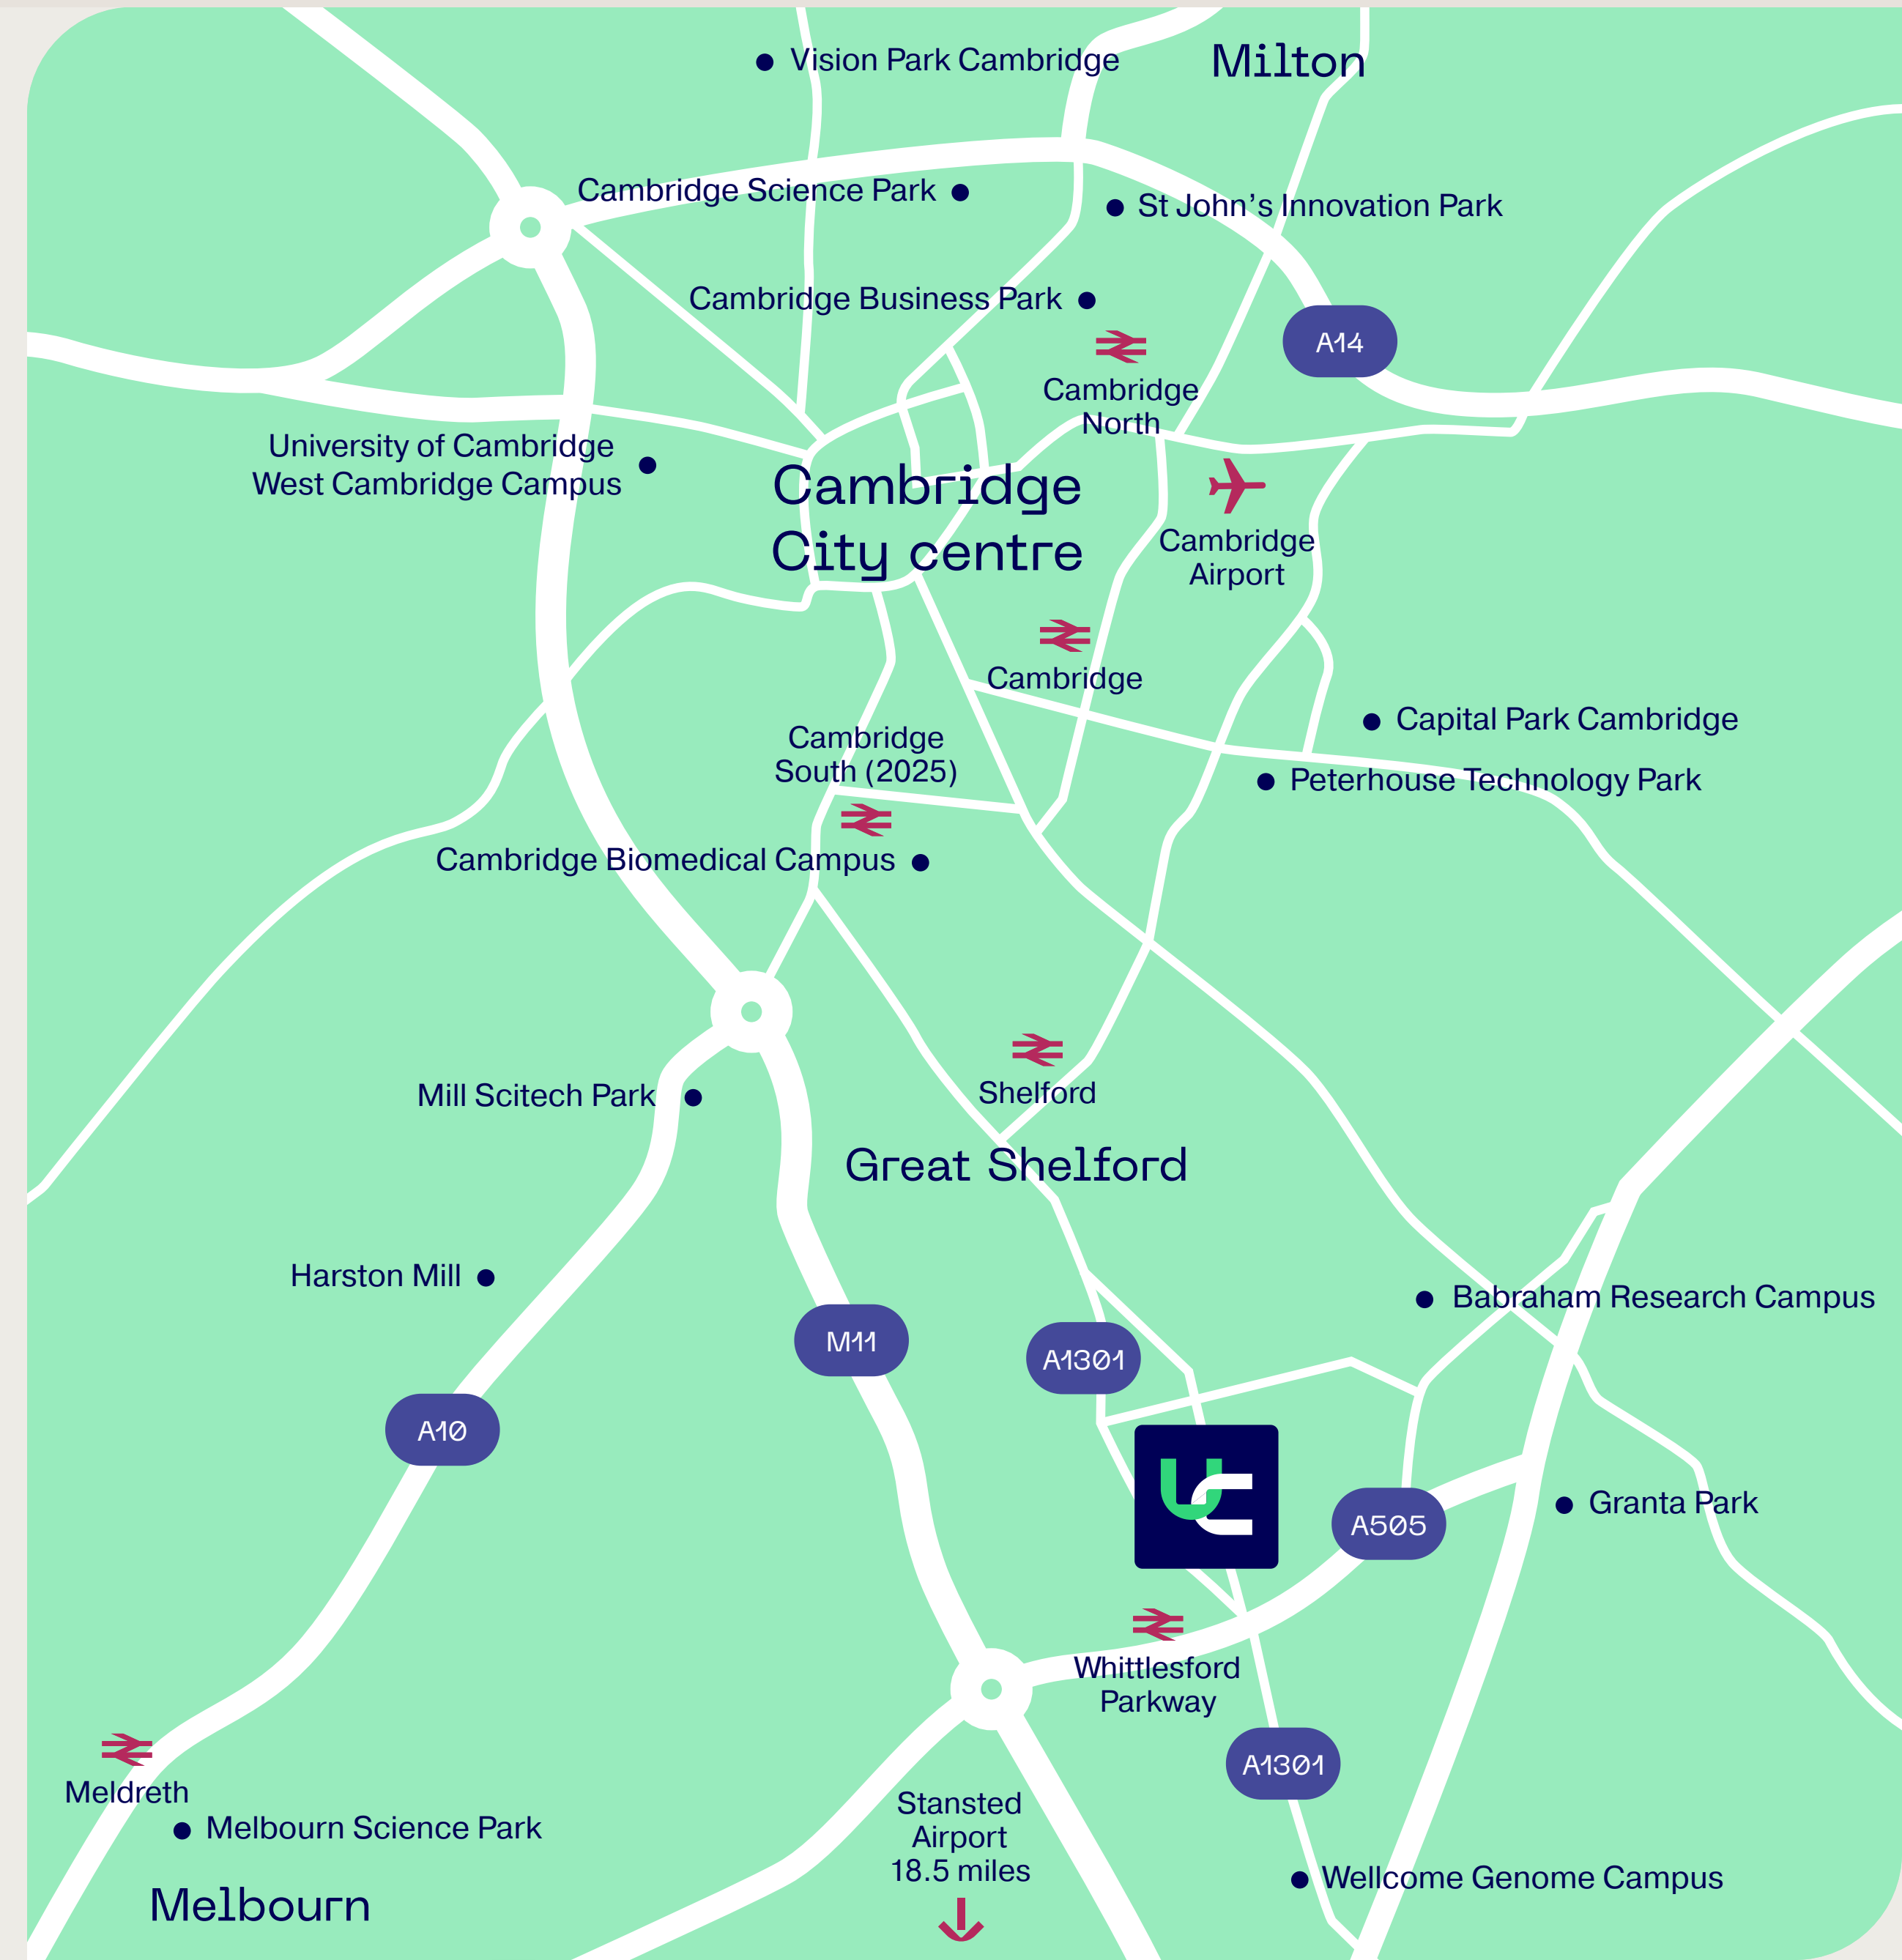 Vision Park Cambridge
Milton
Cambridge Science Park
St John’s Innovation Park
Cambridge Business Park
A14
Cambridge
North
University of Cambridge
West Cambridge Campus
Cambridge
City centre
Cambridge
Airport
Cambridge
Capital Park Cambridge
Cambridge
South (2025)
Peterhouse Technology Park
Cambridge Biomedical Campus
Mill Scitech Park
Shelford
Great Shelford
Harston Mill
Babraham Research Campus
M11
A1301
A10
UC
Granta Park
A505
Whittlesford
Parkway
A1301
Meldreth
Stansted
Airport
18.5 miles
Melbourn Science Park
Wellcome Genome Campus
Melbourn